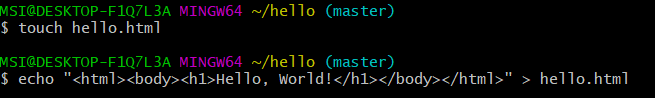 MSI@DESKTOP-F1Q7L3A MINGW64 ~/hello (master)
$ touch hello.html
MSI@DESKTOP-F1Q7L3A MINGW64 ~/hello (master)
$ echo "<html><body><h1>Hello, World!</h1></body></html>" > hello.html